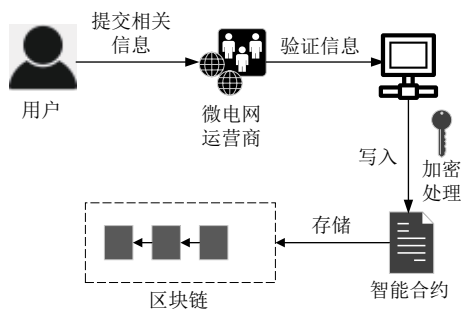 提交相关
信息
验证信息
用户
微电网
运营商
写入
加密
处理
存储
智能合约
区块链